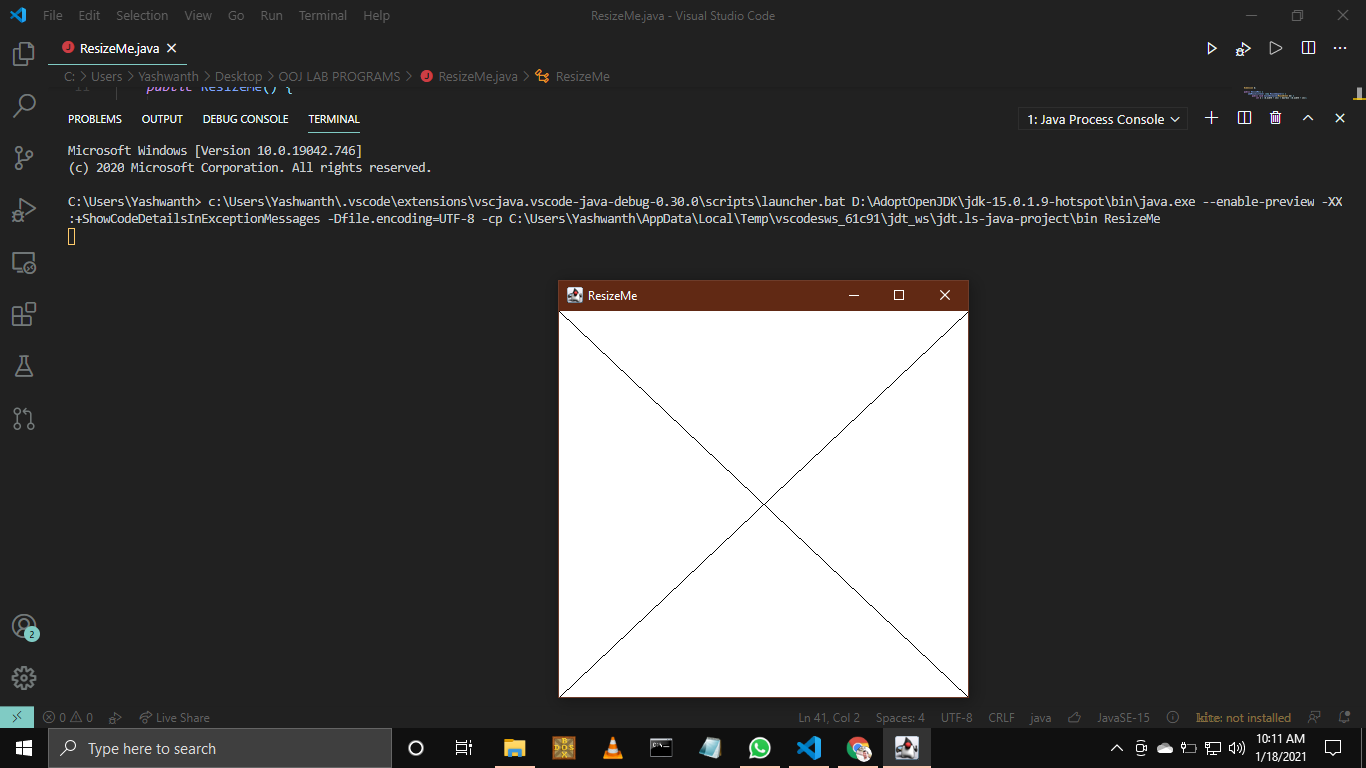 File Edit Selection View Go Run Terminal Help ResizeMe.java - Visual Studio Code
J ResizeMe.java
C: > Users > Yashwanth > Desktop > OOJ LAB PROGRAMS > J ResizeMe.java > ResizeMe
11 public ResizeMe() {
PROBLEMS OUTPUT DEBUG CONSOLE TERMINAL 1: Java Process Console
Microsoft Windows [Version 10.0.19042.746]
(c) 2020 Microsoft Corporation. All rights reserved.
C:\Users\Yashwanth> c:\Users\Yashwanth\.vscode\extensions\vscjava.vscode-java-debug-0.30.0\scripts\launcher.bat D:\AdoptOpenJDK\jdk-15.0.1.9-hotspot\bin\java.exe --enable-preview -XX
:+ShowCodeDetailsInExceptionMessages -Dfile.encoding=UTF-8 -cp C:\Users\Yashwanth\AppData\Local\Temp\vscodesws_61c91\jdt_ws\jdt.ls-java-project\bin ResizeMe
ResizeMe
2
0 0 Live Share Ln 41, Col 2 Spaces: 4 UTF-8 CRLF java JavaSE-15 kite: not installed
Type here to search
10:11 AM
1/18/2021